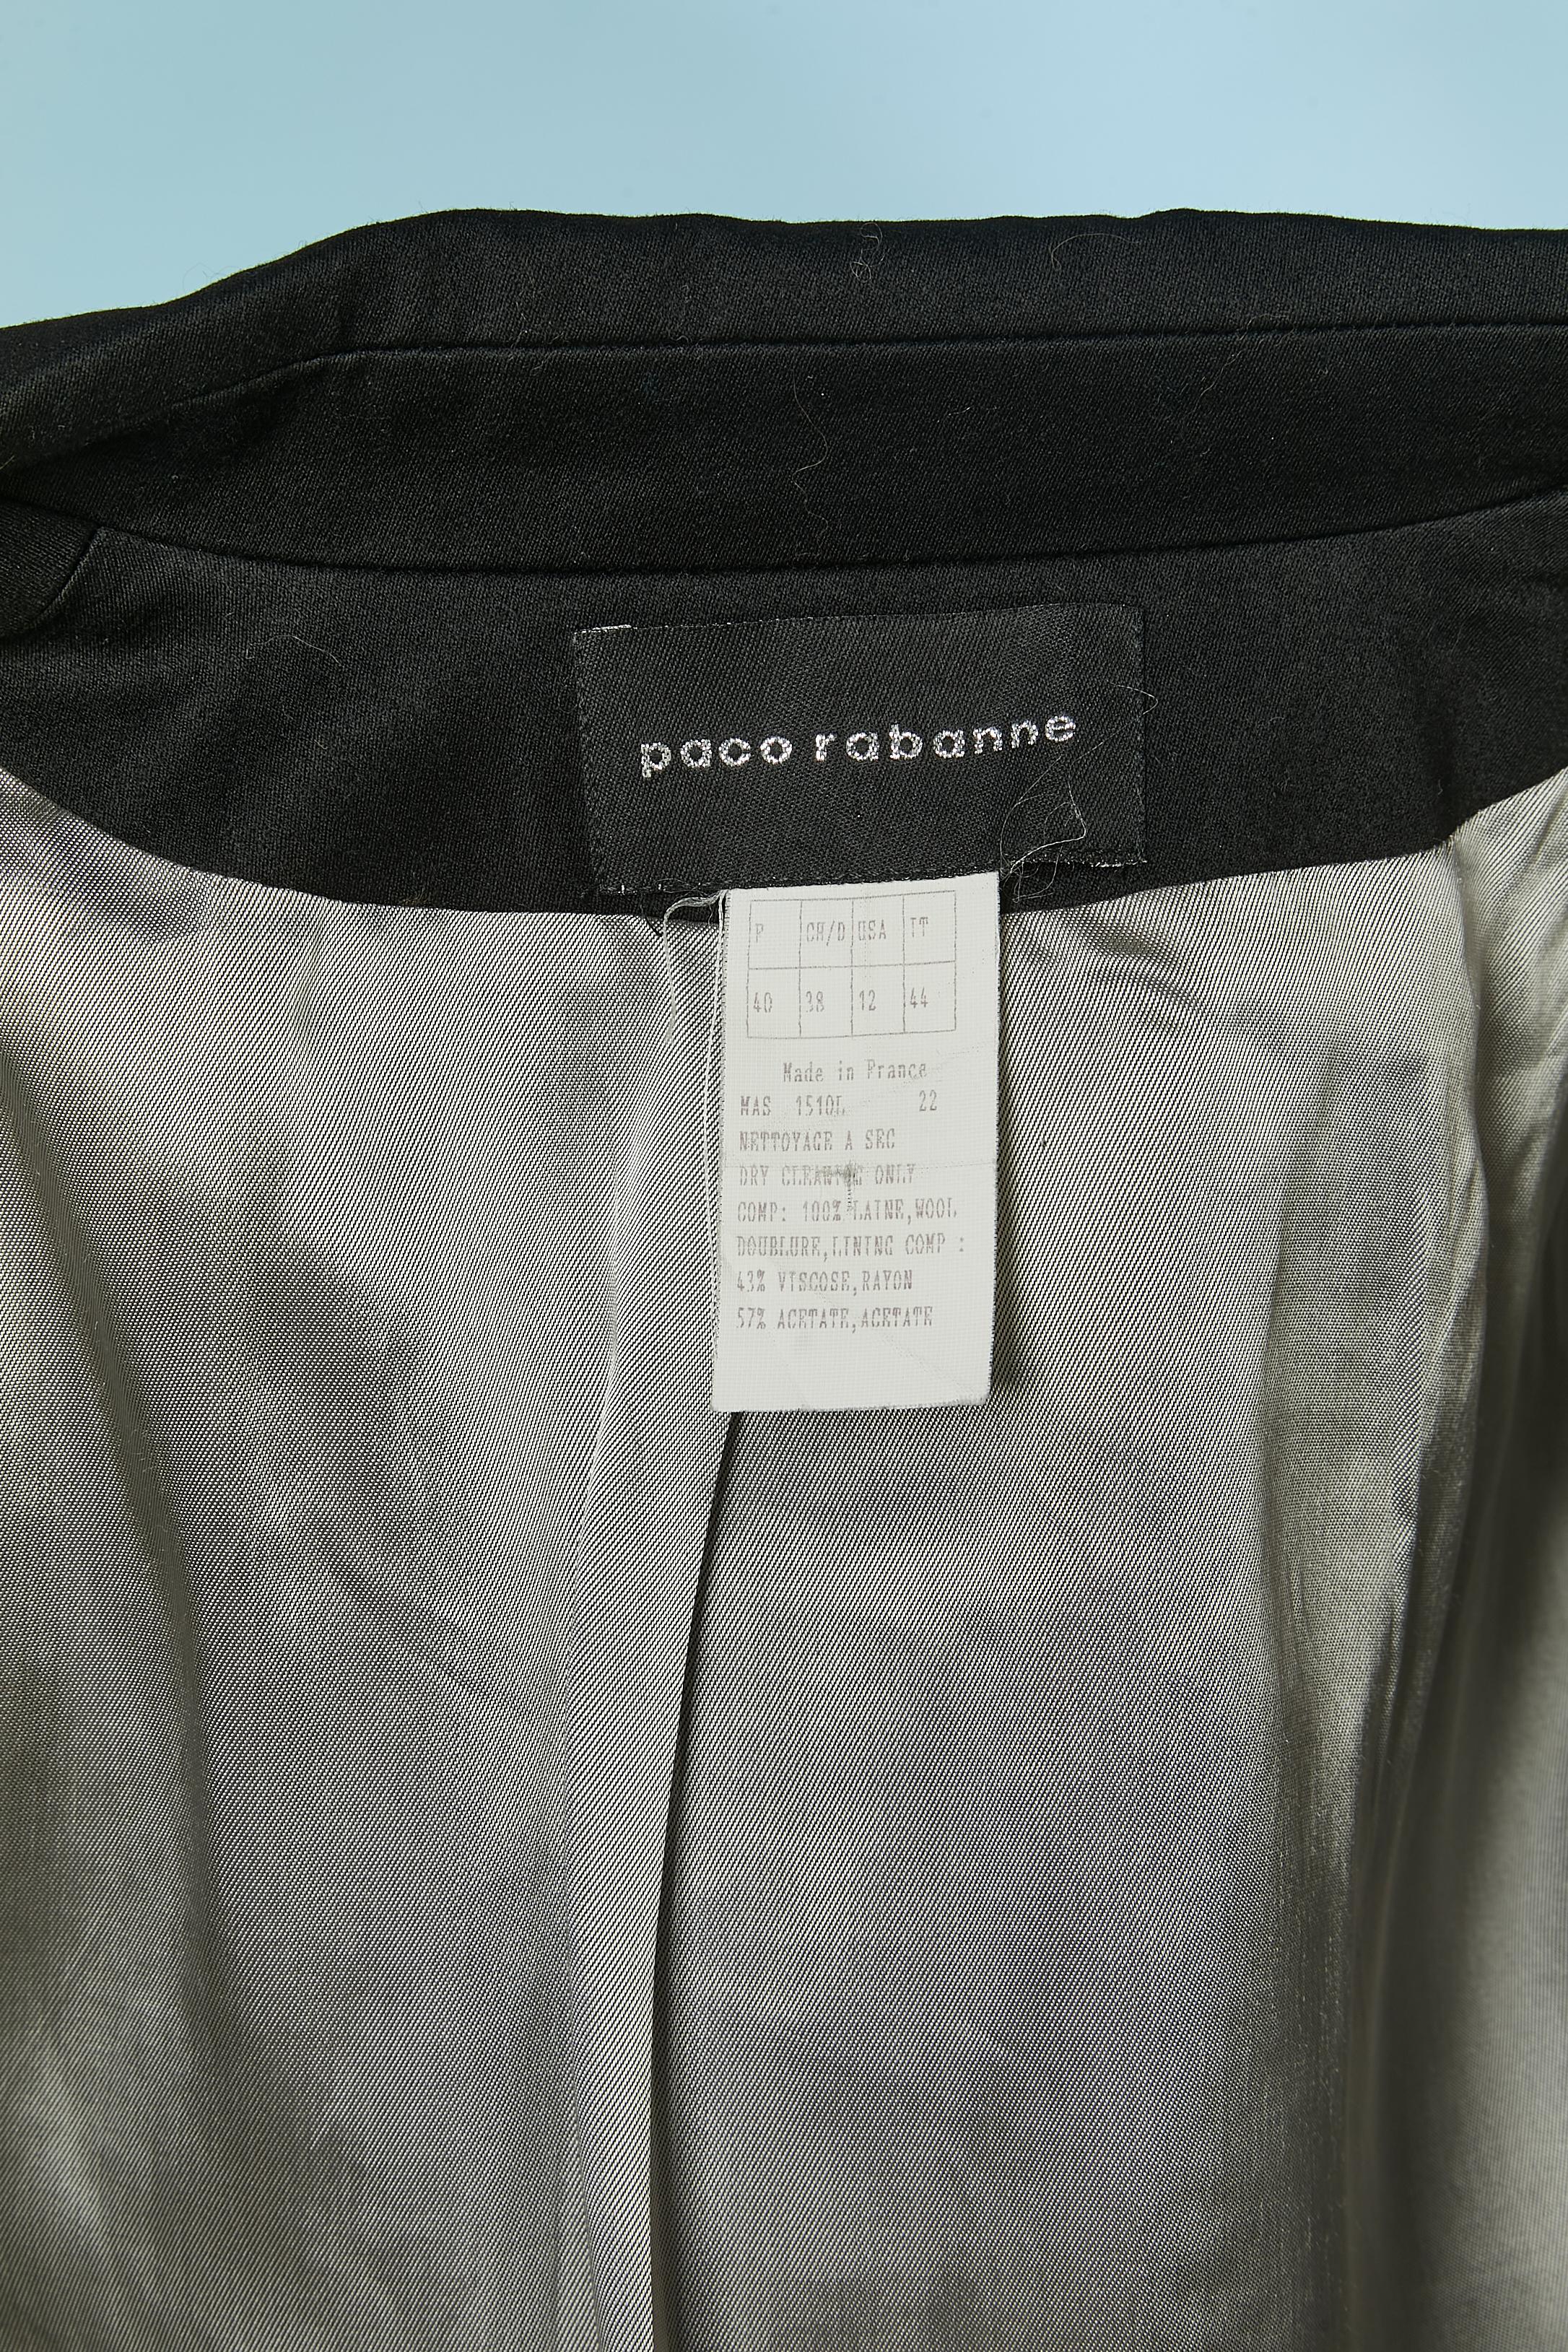 paco rabanne
F CH/D USA IT
40 38 12 44
Made in France
MAS 1510L 22
NETTOYAGE A SEC
DRY CLEANING ONLY
COMP: 100% LAINE,WOOL
DOUBLURE,LINING COMP :
43% VISCOSE,RAYON
57% ACETATE,ACETATE